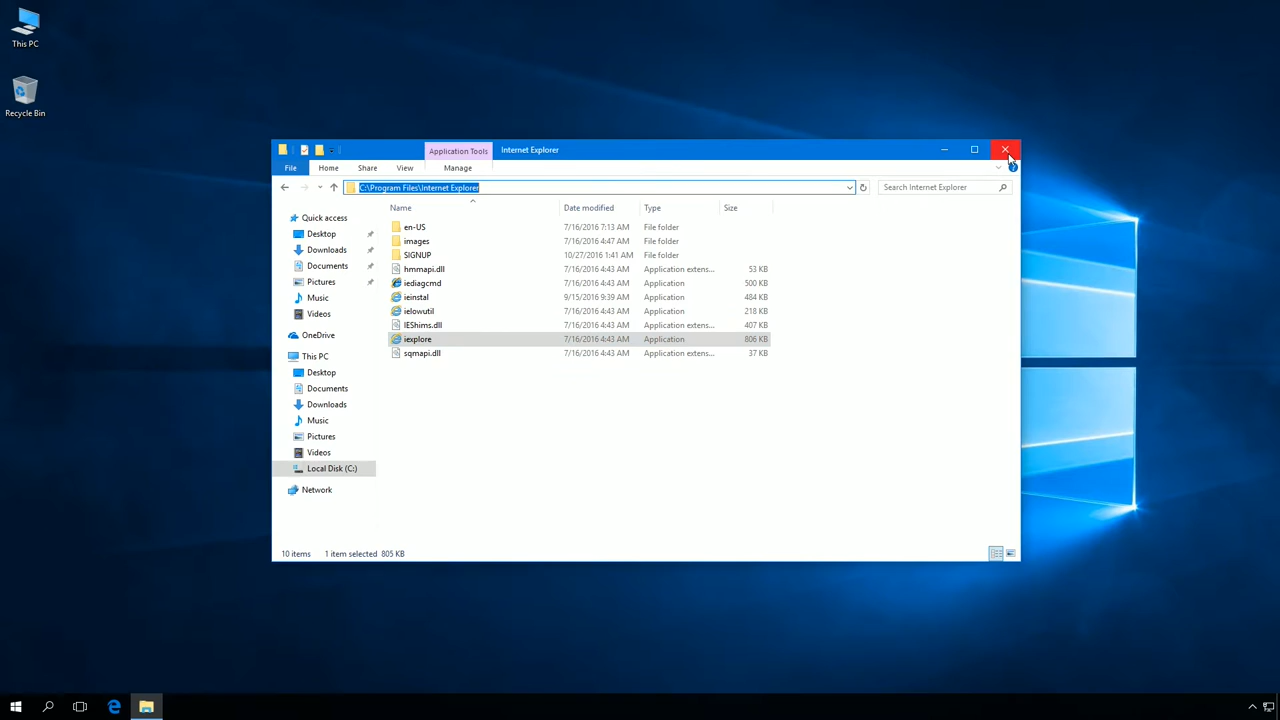 This PC
Recycle Bin
Application Tools
Internet Explorer
File
Home
Share
View
Manage
C:\Program Files\Internet Explorer
Search Internet Explorer
Name
Date modified
Type
Size
Quick access
Desktop
Downloads
Documents
Pictures
Music
Videos
OneDrive
This PC
Desktop
Documents
Downloads
Music
Pictures
Videos
Local Disk (C:)
Network
en-US 7/16/2016 7:13 AM File folder
images 7/16/2016 4:47 AM File folder
SIGNUP 10/27/2016 1:41 AM File folder
hmmapi.dll 7/16/2016 4:43 AM Application extens... 53 KB
iediagcmd 7/16/2016 4:43 AM Application 500 KB
ieinstal 9/15/2016 9:39 AM Application 484 KB
ielowutil 7/16/2016 4:43 AM Application 218 KB
IEShims.dll 7/16/2016 4:43 AM Application extens... 407 KB
iexplore 7/16/2016 4:43 AM Application 806 KB
sqmapi.dll 7/16/2016 4:43 AM Application extens... 37 KB
10 items 1 item selected 805 KB